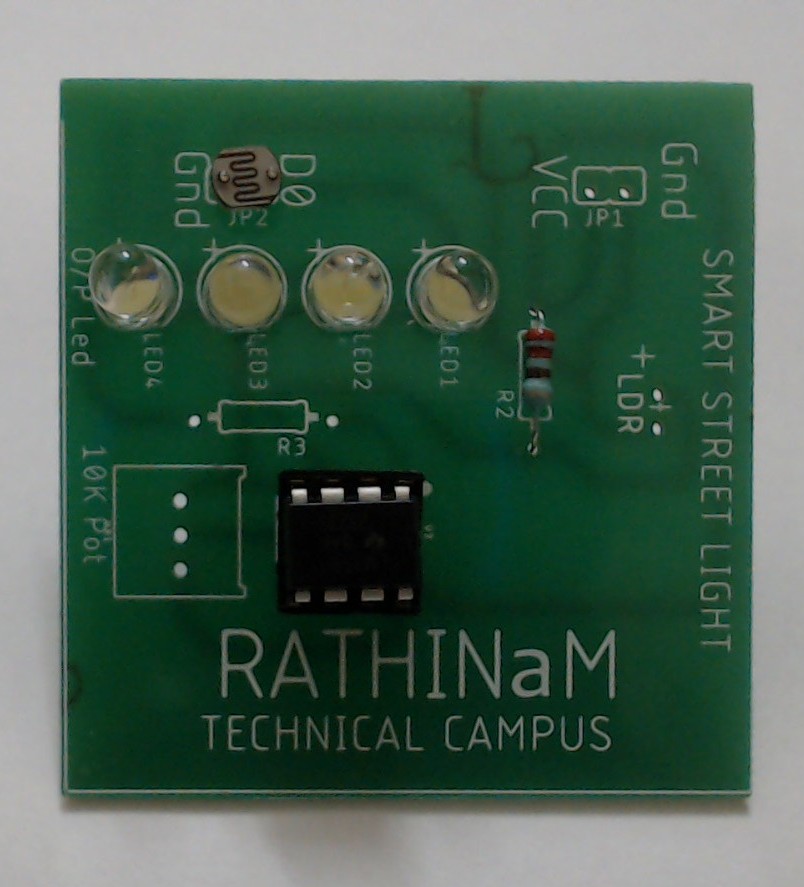 Gnd
D0
JP2
VCC
JP1
Gnd
O/P Led
LED4
LED3
LED2
LED1
SMART STREET LIGHT
R2
+LDR
R3
10K Pot
RATHINaM
TECHNICAL CAMPUS